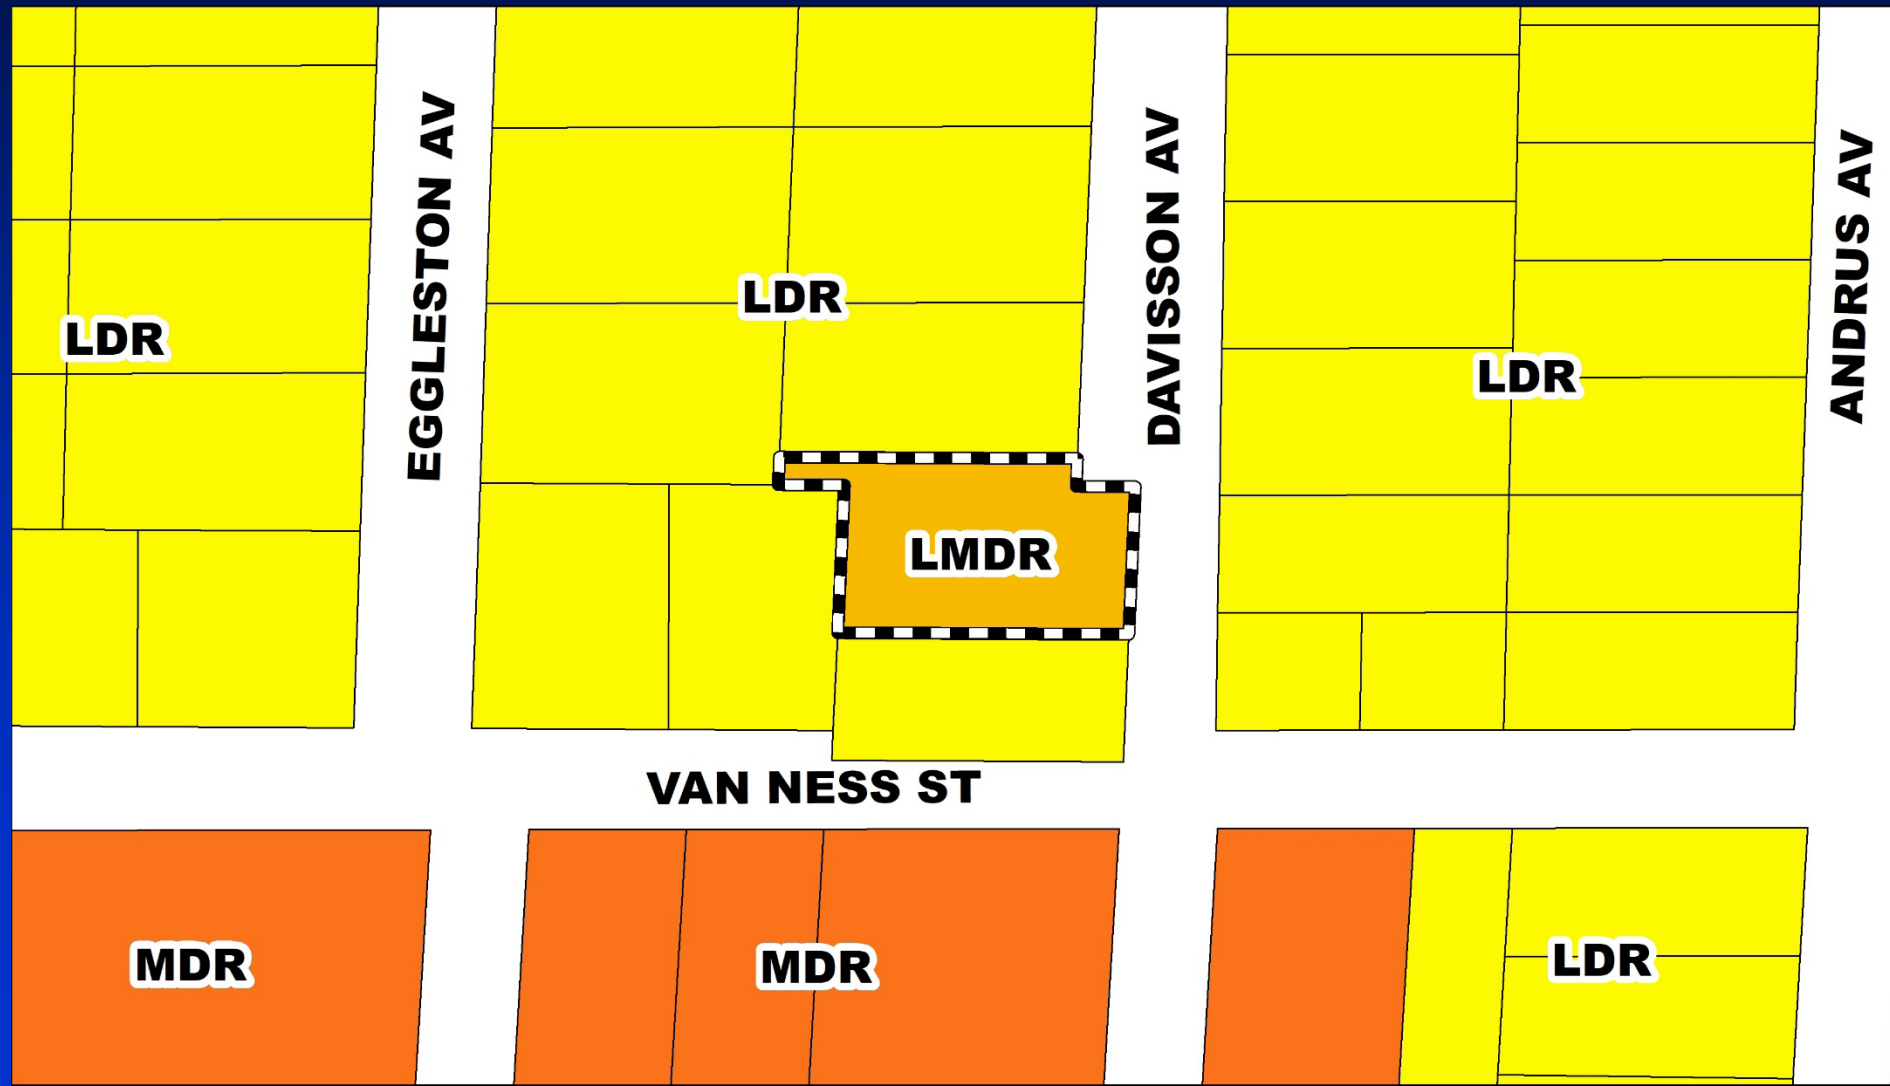 EGGLESTON AV
DAVISSON AV
ANDRUS AV
LDR
LDR
LDR
LMDR
VAN NESS ST
MDR
MDR
LDR